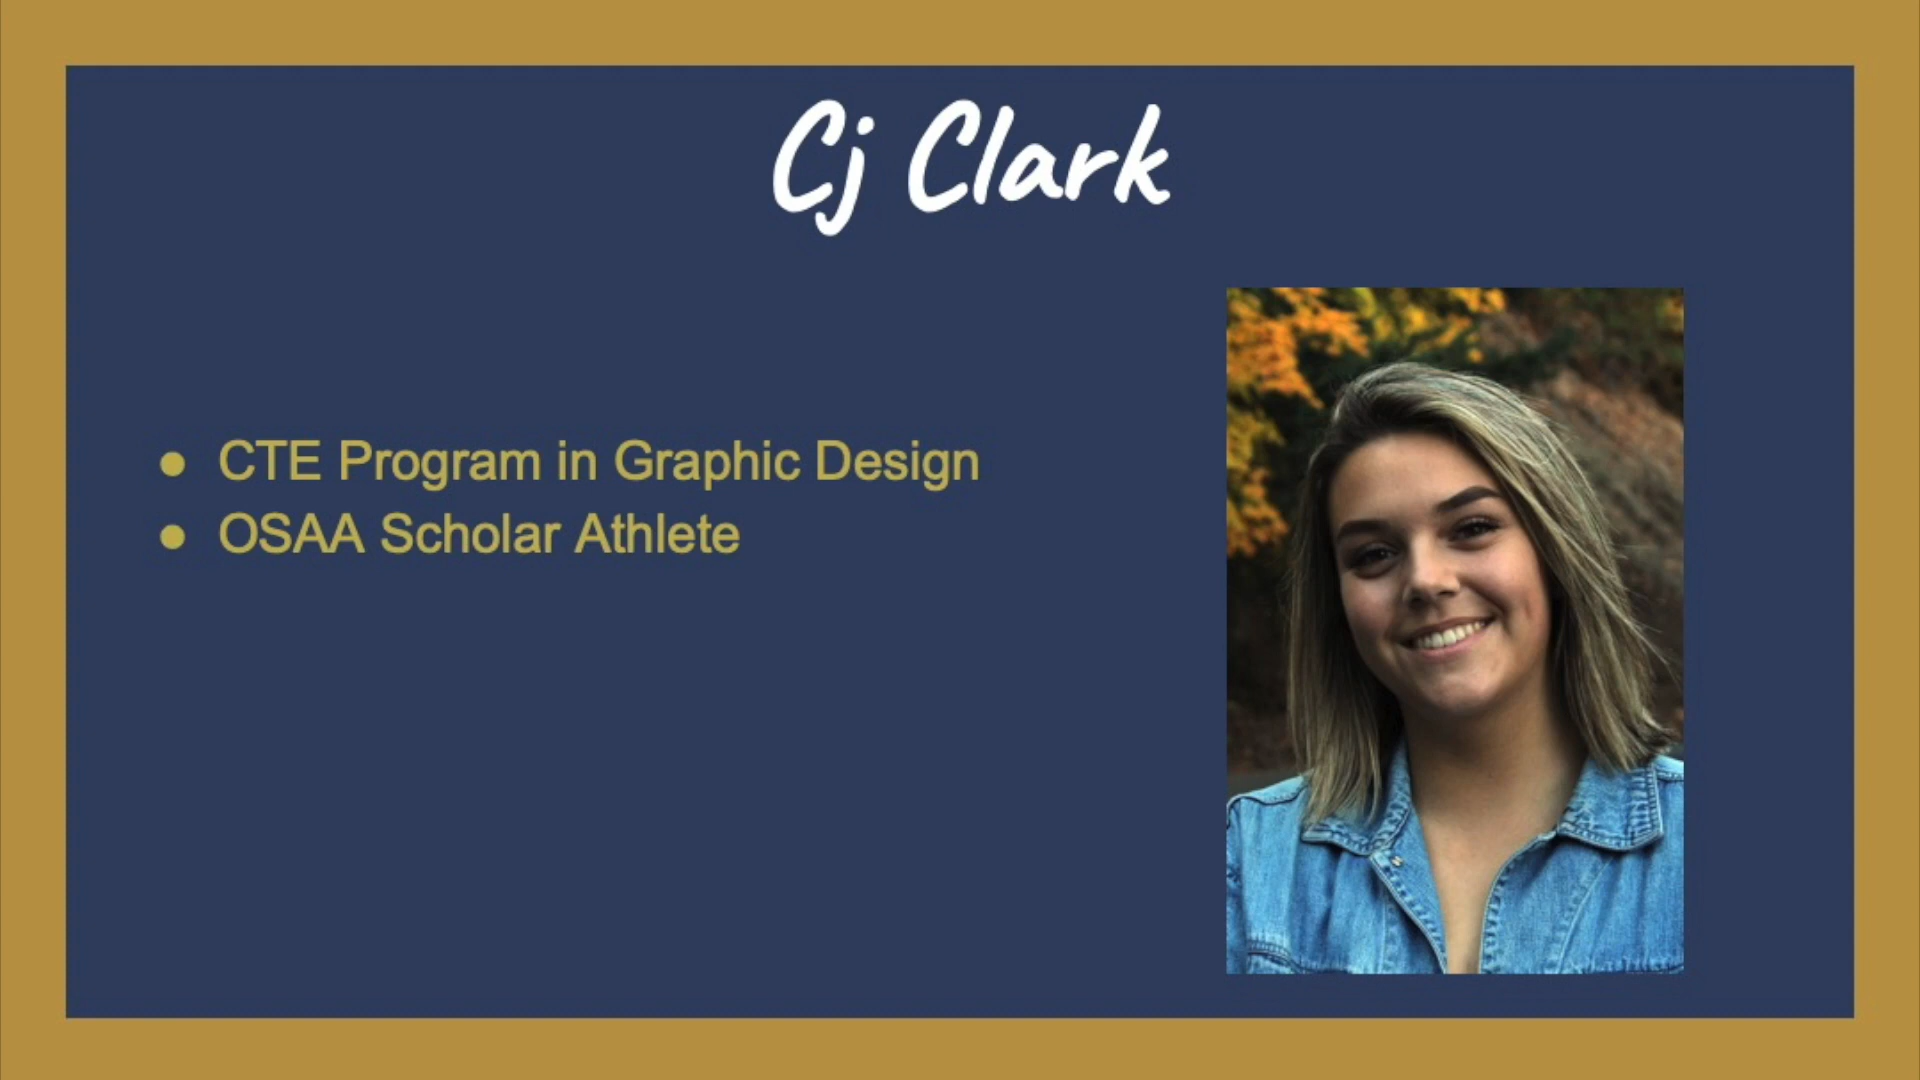 Cj Clark
● CTE Program in Graphic Design
● OSAA Scholar Athlete